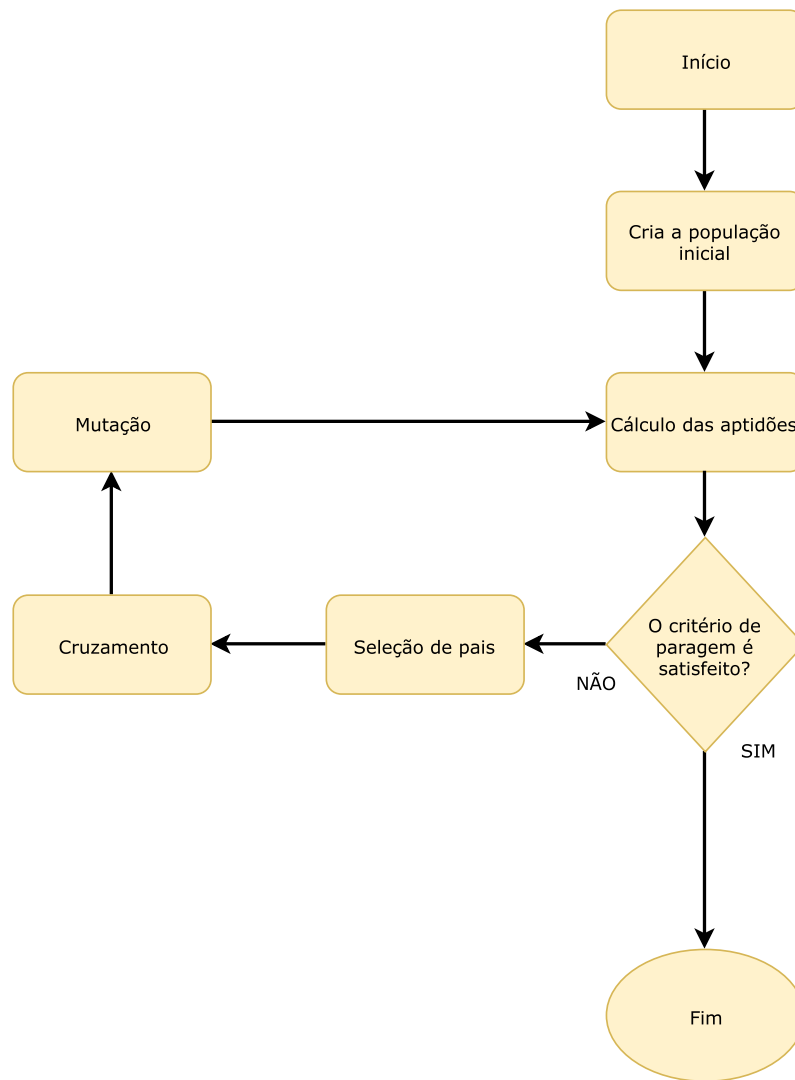 Início
Cria a população
inicial
Mutação
Cálculo das aptidões
Cruzamento
Seleção de pais
O critério de
paragem é
satisfeito?
NÃO
SIM
Fim